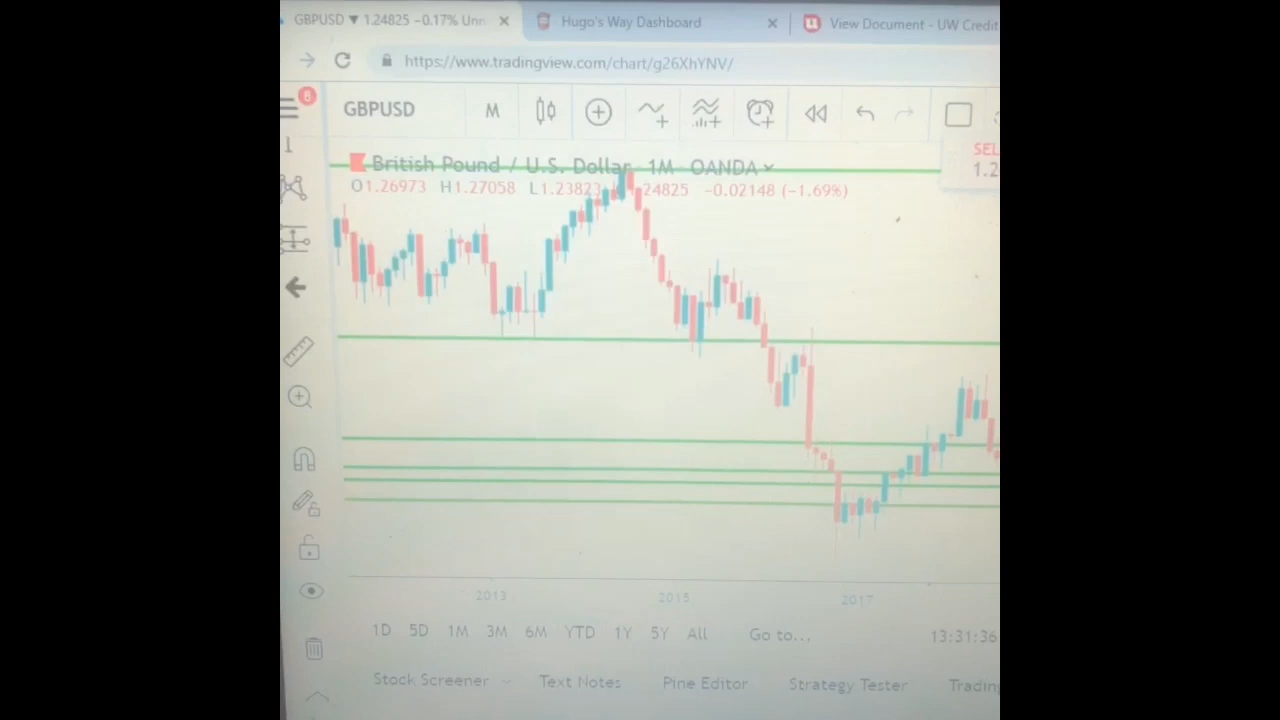 GBPUSD ▼ 1.24825 -0.17% Un
Hugo's Way Dashboard
View Document - UW Credit
https://www.tradingview.com/chart/g26XhYNV/
8
GBPUSD
M
British Pound / U.S. Dollar 1M OANDA
SEL
1.2
O1.26973 H1.27058 L1.23823 24825 -0.02148 (-1.69%)
2013 2015 2017
1D 5D 1M 3M 6M YTD 1Y 5Y All Go to... 13:31:36
Stock Screener Text Notes Pine Editor Strategy Tester Trading